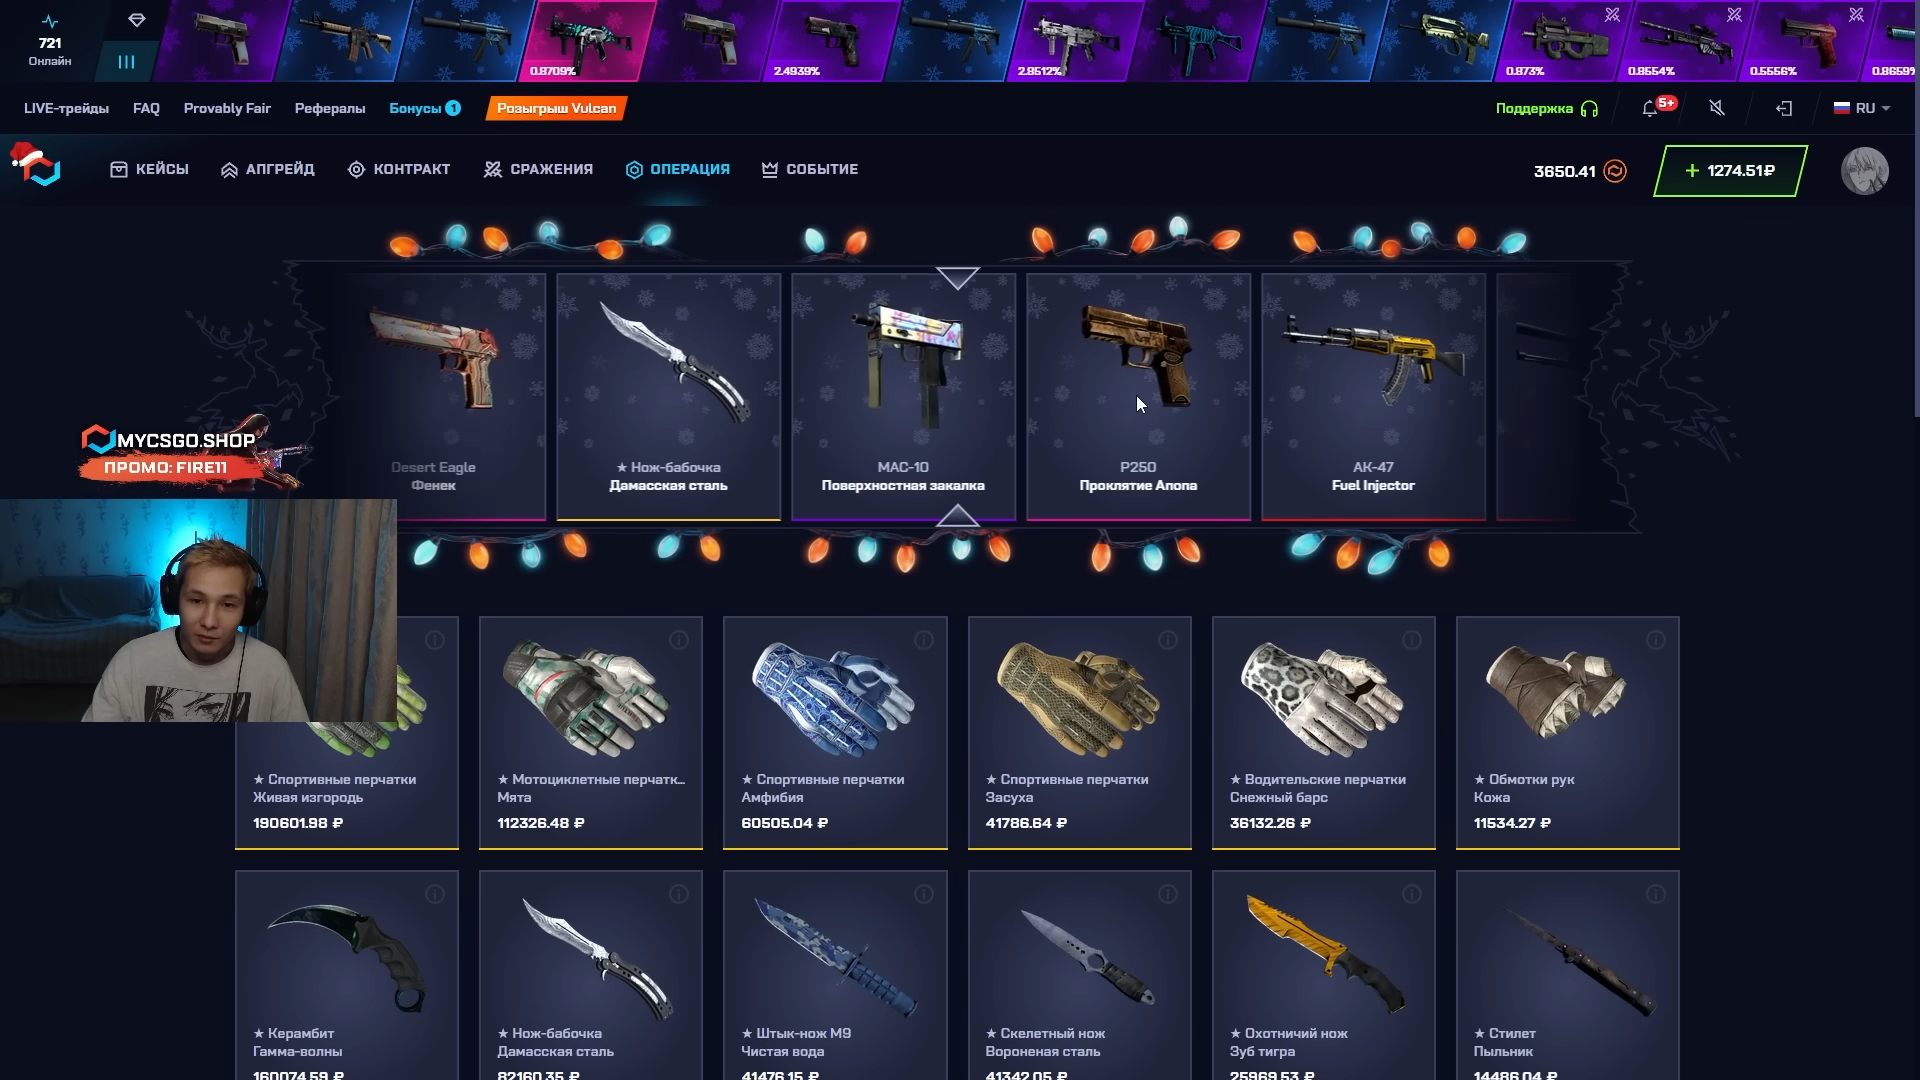 721
Онлайн
0.8709%
2.4939%
2.8512%
0.873%
0.8554%
0.5556%
0.8659%
LIVE-трейды
FAQ
Provably Fair
Рефералы
Бонусы 1
Розыгрыш Vulcan
Поддержка
5+
RU
КЕЙСЫ
АПГРЕЙД
КОНТРАКТ
СРАЖЕНИЯ
ОПЕРАЦИЯ
СОБЫТИЕ
3650.41
+ 1274.51₽
Desert Eagle
Фенек
★ Нож-бабочка
Дамасская сталь
MAC-10
Поверхностная закалка
P250
Проклятие Апопа
AK-47
Fuel Injector
MYCSGO.SHOP
ПРОМО: FIRE11
★ Спортивные перчатки
Живая изгородь
190601.98 ₽
★ Мотоциклетные перчатк...
Мята
112326.48 ₽
★ Спортивные перчатки
Амфибия
60505.04 ₽
★ Спортивные перчатки
Засуха
41786.64 ₽
★ Водительские перчатки
Снежный барс
36132.26 ₽
★ Обмотки рук
Кожа
11534.27 ₽
★ Керамбит
Гамма-волны
160074.59 ₽
★ Нож-бабочка
Дамасская сталь
82160.35 ₽
★ Штык-нож M9
Чистая вода
41476.15 ₽
★ Скелетный нож
Вороненая сталь
41342.05 ₽
★ Охотничий нож
Зуб тигра
25969.53 ₽
★ Стилет
Пыльник
14486.04 ₽